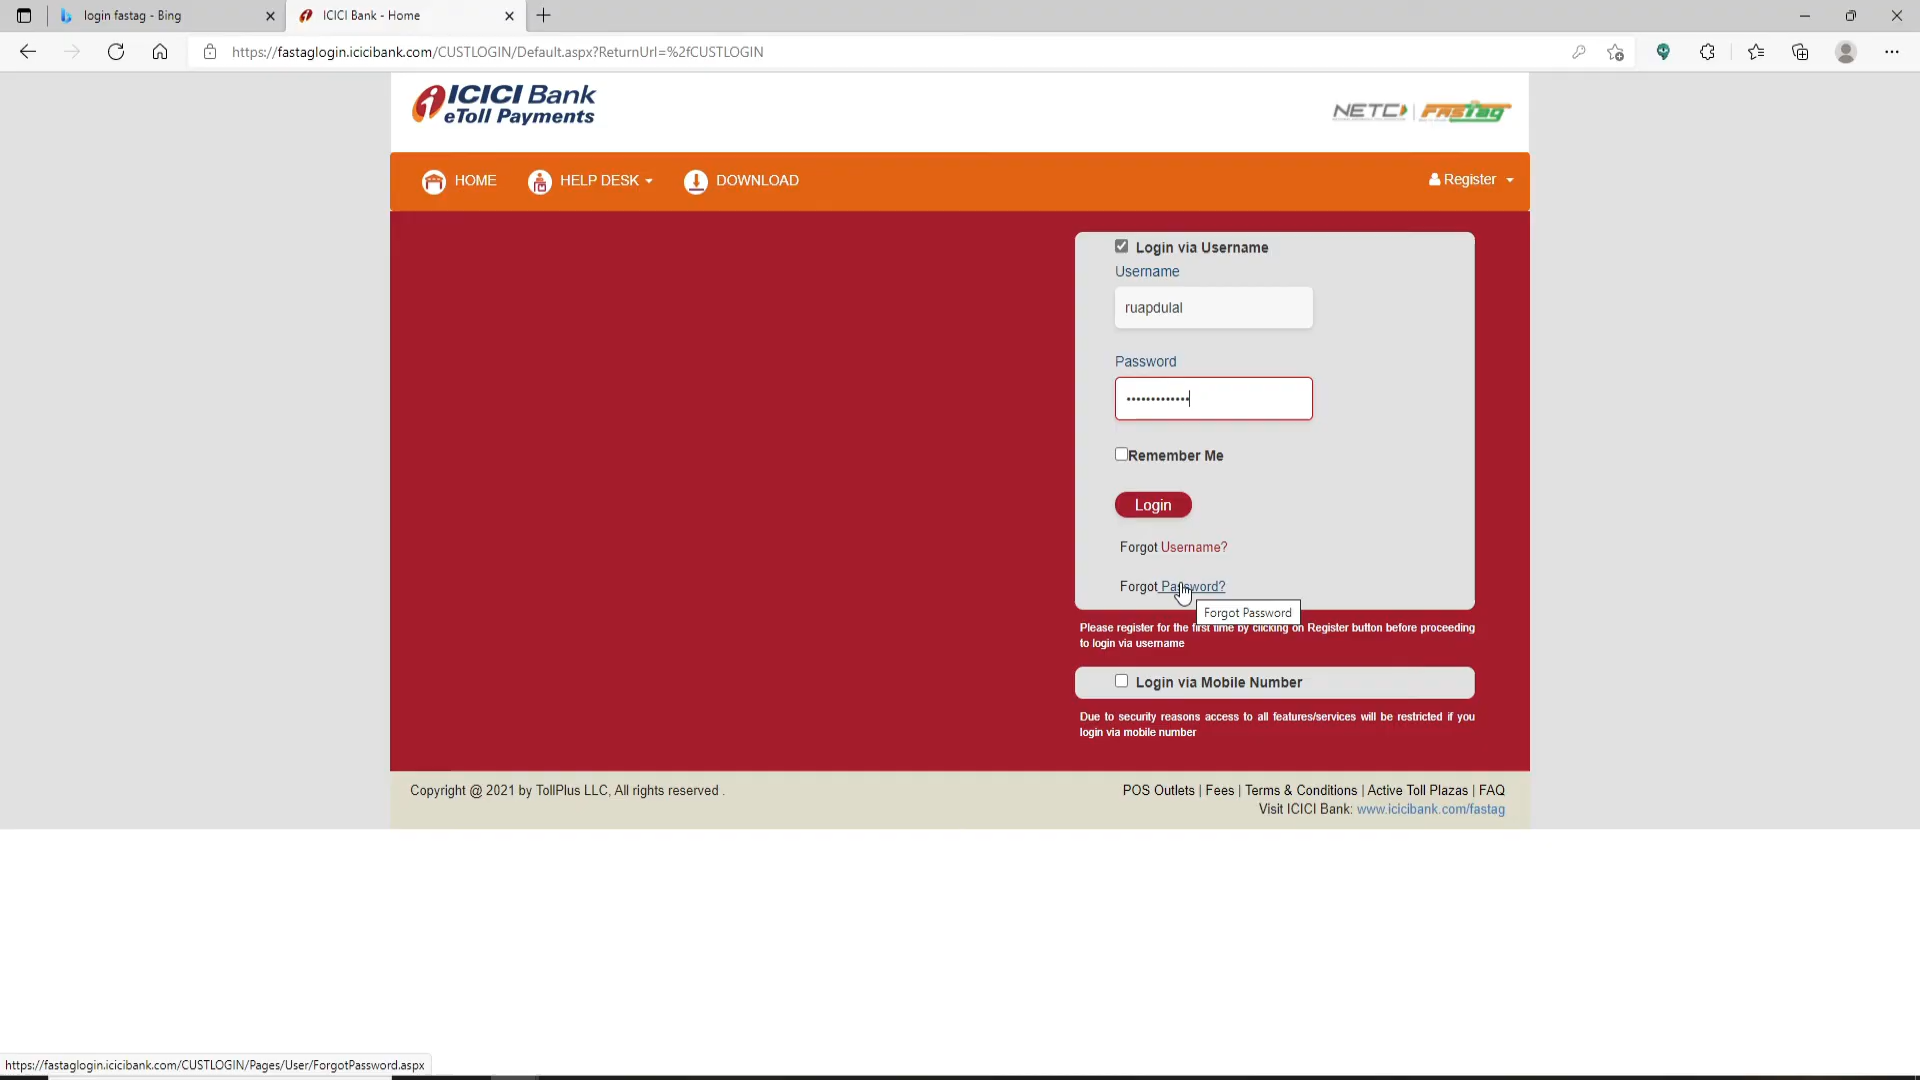 login fastag - Bing
ICICI Bank - Home
https://fastaglogin.icicibank.com/CUSTLOGIN/Default.aspx?ReturnUrl=%2fCUSTLOGIN
ICICI Bank
eToll Payments
NETC FASTag
HOME
HELP DESK
DOWNLOAD
Register
Login via Username
Username
ruapdulal
Password
•••••••••••••
Remember Me
Login
Forgot Username?
Forgot Password?
Forgot Password
Please register for the first time by clicking on Register button before proceeding
to login via username
Login via Mobile Number
Due to security reasons access to all features/services will be restricted if you
login via mobile number
Copyright @ 2021 by TollPlus LLC, All rights reserved .
POS Outlets | Fees | Terms & Conditions | Active Toll Plazas | FAQ
Visit ICICI Bank: www.icicibank.com/fastag
https://fastaglogin.icicibank.com/CUSTLOGIN/Pages/User/ForgotPassword.aspx